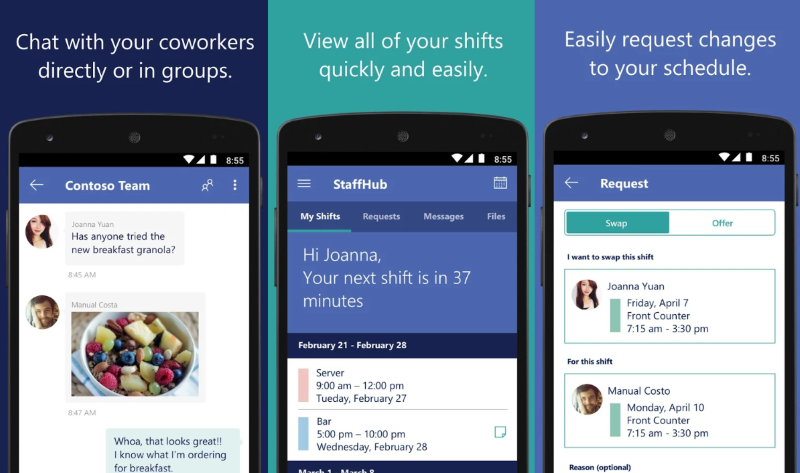 Chat with your coworkers
directly or in groups.
8:55
Contoso Team
Joanna Yuan
Has anyone tried the
new breakfast granola?
8:45 AM
Manual Costa
8:47 AM
Whoa, that looks great!!
I know what I'm ordering
for breakfast.
View all of your shifts
quickly and easily.
8:55
StaffHub
My Shifts Requests Messages Files
Hi Joanna,
Your next shift is in 37
minutes
February 21 - February 28
Server
9:00 am – 12:00 pm
Tueday, February 27
Bar
5:00 pm – 10:00 pm
Wednesday, February 28
March 1 - March 8
Easily request changes
to your schedule.
8:55
Request
Swap Offer
I want to swap this shift
Joanna Yuan
Friday, April 7
Front Counter
7:15 am - 3:30 pm
For this shift
Manual Costo
Monday, April 10
Front Counter
7:15 am - 3:30 pm
Reason (optional)